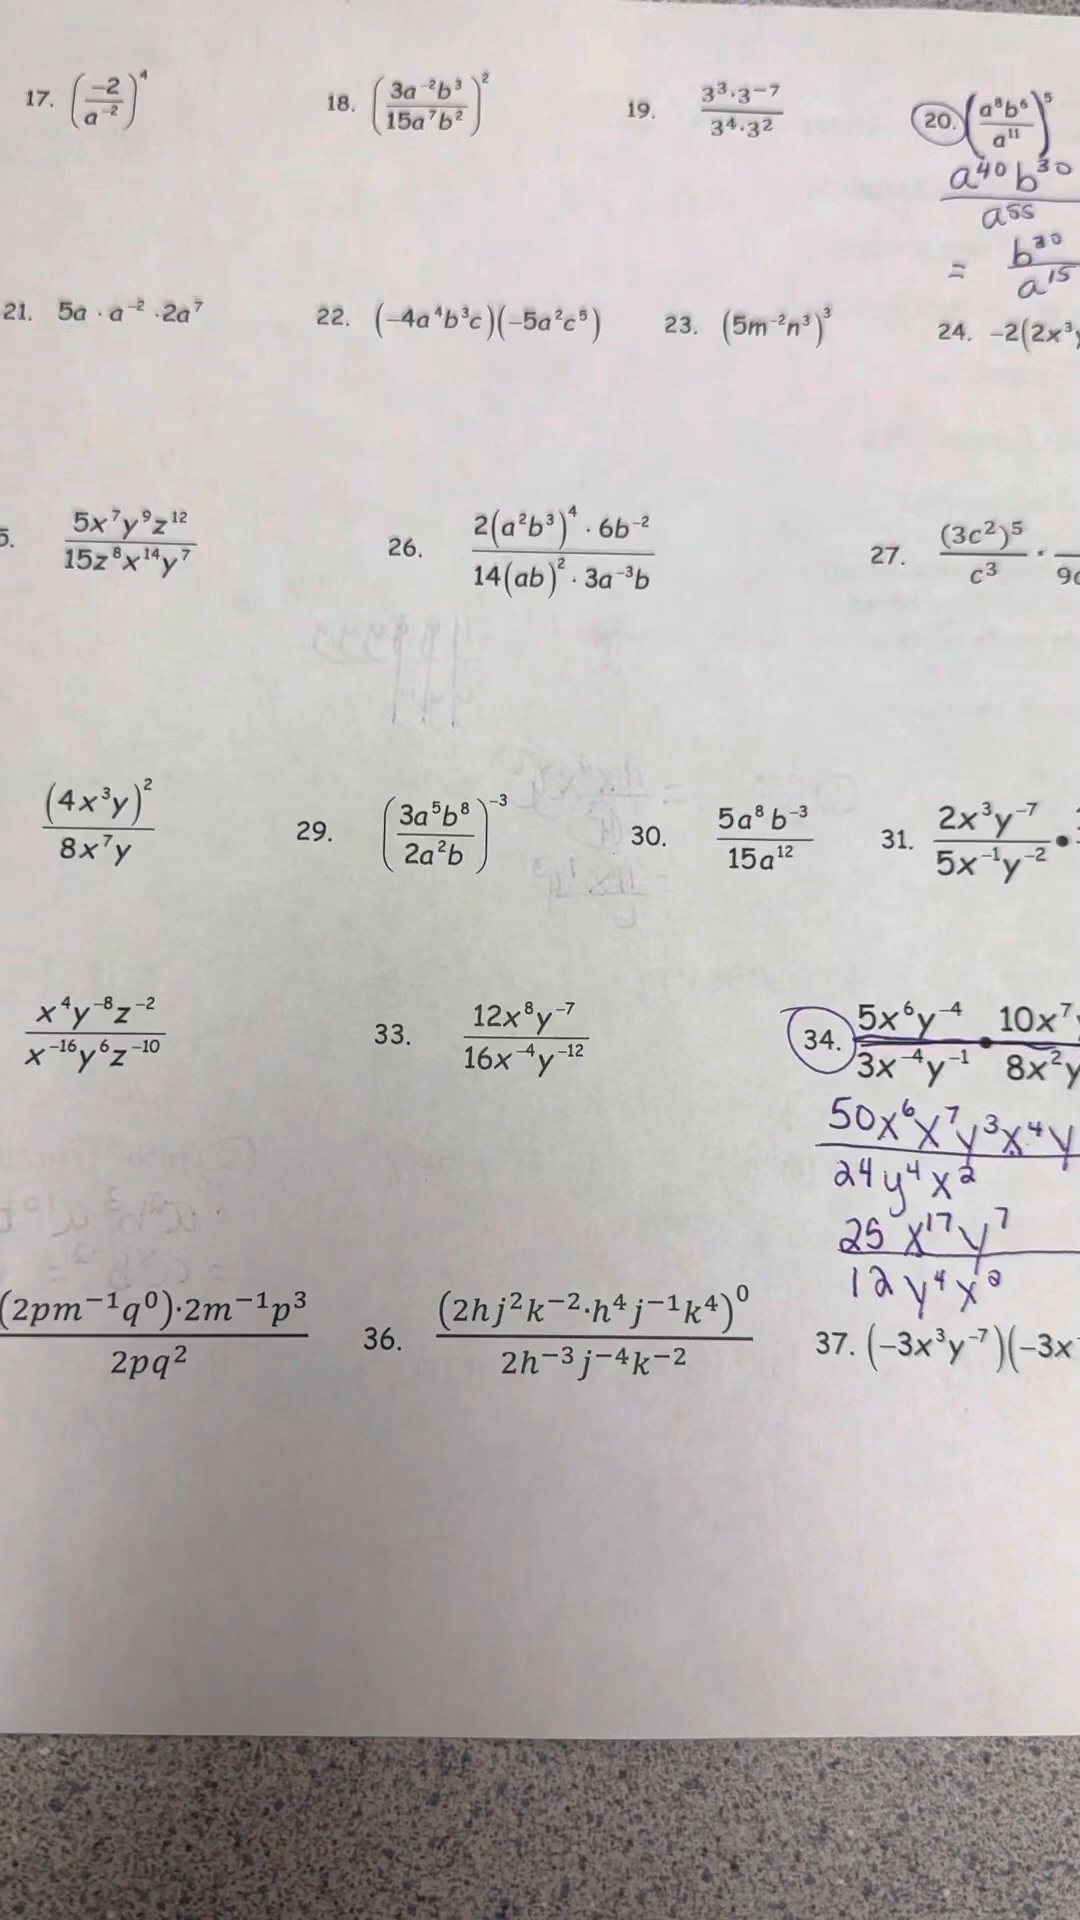 17. (-2/a⁻²)⁴ 18. (3a⁻²b³/15a⁷b²)² 19. 3³·3⁻⁷/3⁴·3² 20. (a⁸b⁶/a¹¹)⁵
a⁴⁰b³⁰/a⁵⁵
= b³⁰/a¹⁵
21. 5a · a⁻² · 2a⁷ 22. (-4a⁴b³c)(-5a²c⁵) 23. (5m⁻²n³)³ 24. -2(2x³y
5. 5x⁷y⁹z¹²/15z⁸x¹⁴y⁷ 26. 2(a²b³)⁴ · 6b⁻²/14(ab)² · 3a⁻³b 27. (3c²)⁵/c³ · /9c
(4x³y)²/8x⁷y 29. (3a⁵b⁸/2a²b)⁻³ 30. 5a⁸b⁻³/15a¹² 31. 2x³y⁻⁷/5x⁻¹y⁻² •
x⁴y⁻⁸z⁻²/x⁻¹⁶y⁶z⁻¹⁰ 33. 12x⁸y⁻⁷/16x⁻⁴y⁻¹² 34. 5x⁶y⁻⁴/3x⁻⁴y⁻¹ • 10x⁷y/8x²y
50x⁶x⁷y³x⁴y/24y⁴x²
25x¹⁷y⁷/12y⁴x²
(2pm⁻¹q⁰)·2m⁻¹p³/2pq² 36. (2hj²k⁻²·h⁴j⁻¹k⁴)⁰/2h⁻³j⁻⁴k⁻² 37. (-3x³y⁻⁷)(-3x